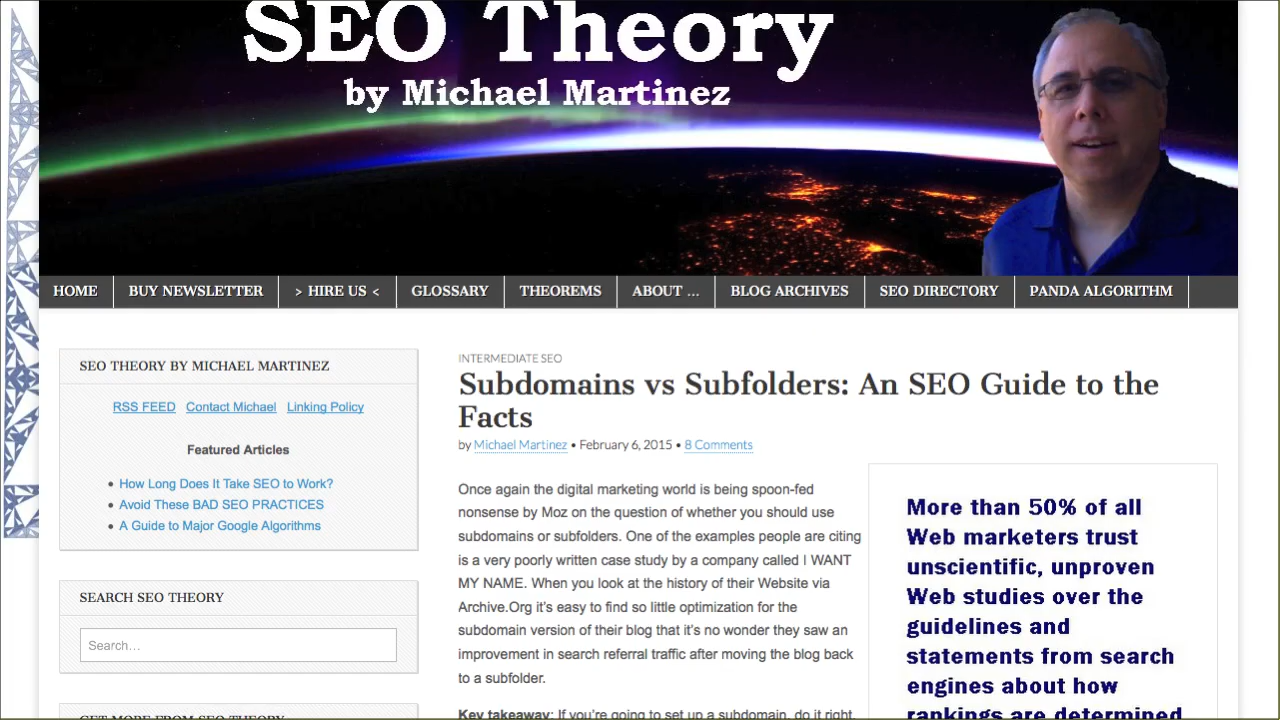 SEO Theory
by Michael Martinez
HOME
BUY NEWSLETTER
> HIRE US <
GLOSSARY
THEOREMS
ABOUT ...
BLOG ARCHIVES
SEO DIRECTORY
PANDA ALGORITHM
SEO THEORY BY MICHAEL MARTINEZ
RSS FEED Contact Michael Linking Policy
Featured Articles
• How Long Does It Take SEO to Work?
• Avoid These BAD SEO PRACTICES
• A Guide to Major Google Algorithms
SEARCH SEO THEORY
Search…
GET MORE FROM SEO THEORY
INTERMEDIATE SEO
Subdomains vs Subfolders: An SEO Guide to the
Facts
by Michael Martinez • February 6, 2015 • 8 Comments
Once again the digital marketing world is being spoon-fed
nonsense by Moz on the question of whether you should use
subdomains or subfolders. One of the examples people are citing
is a very poorly written case study by a company called I WANT
MY NAME. When you look at the history of their Website via
Archive.Org it's easy to find so little optimization for the
subdomain version of their blog that it's no wonder they saw an
improvement in search referral traffic after moving the blog back
to a subfolder.
Key takeaway: If you're going to set up a subdomain, do it right.
More than 50% of all
Web marketers trust
unscientific, unproven
Web studies over the
guidelines and
statements from search
engines about how
rankings are determined